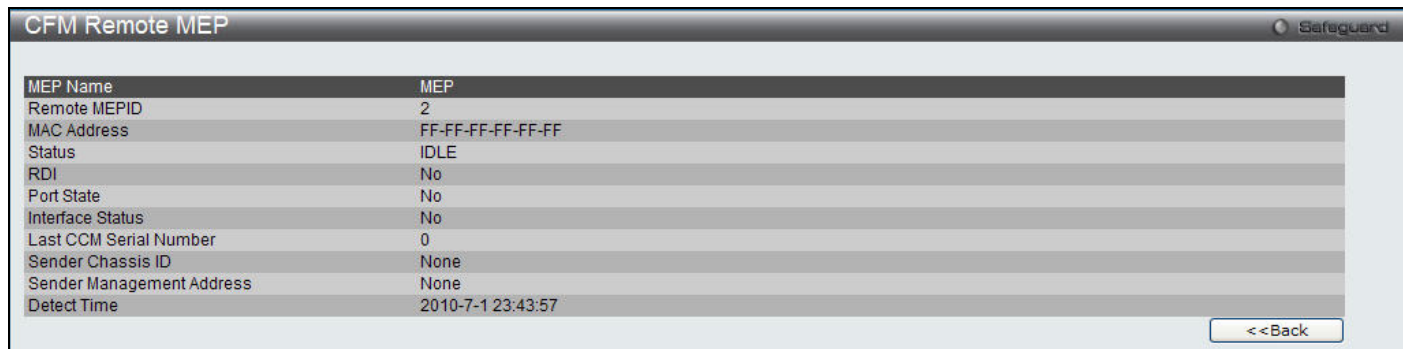 CFM Remote MEP
Safeguard
MEP Name MEP
Remote MEPID 2
MAC Address FF-FF-FF-FF-FF-FF
Status IDLE
RDI No
Port State No
Interface Status No
Last CCM Serial Number 0
Sender Chassis ID None
Sender Management Address None
Detect Time 2010-7-1 23:43:57
<<Back